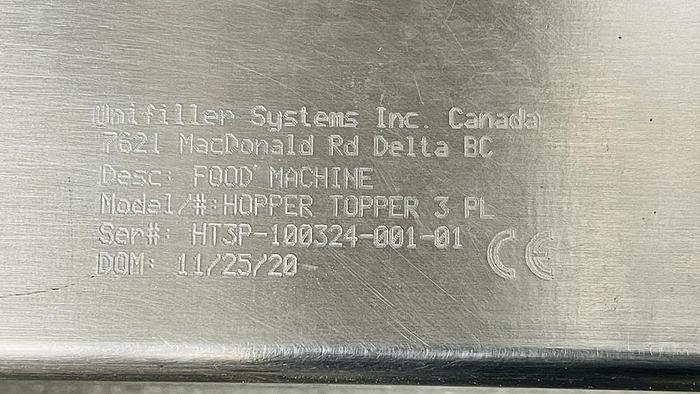 Unifiller Systems Inc. Canada
7621 MacDonald Rd Delta BC
Desc: FOOD MACHINE
Model/#:HOPPER TOPPER 3 PL
Ser#: HT3P-100324-001-01
DOM: 11/25/20
CE